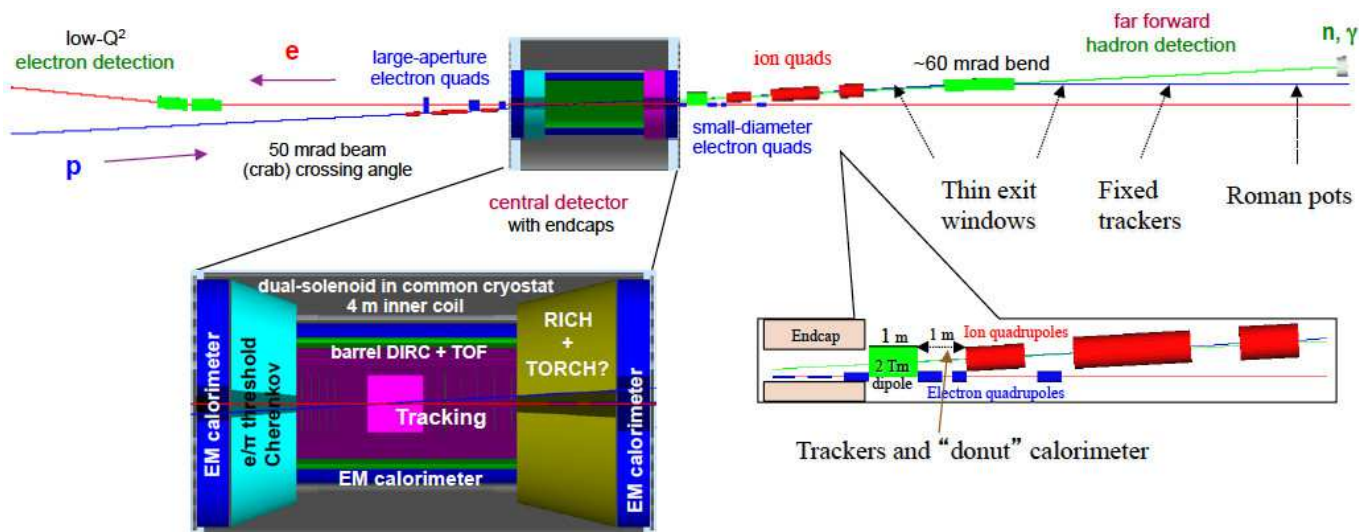 low-Q²
electron detection
e
p
50 mrad beam
(crab) crossing angle
large-aperture
electron quads
central detector
with endcaps
ion quads
small-diameter
electron quads
~60 mrad bend
far forward
hadron detection
n, γ
Thin exit
windows
Fixed
trackers
Roman pots
dual-solenoid in common cryostat
4 m inner coil
barrel DIRC + TOF
Tracking
EM calorimeter
EM calorimeter
e/π threshold
Cherenkov
RICH
+
TORCH?
EM calorimeter
Endcap
1 m
1 m
Ion quadrupoles
2 Tm
dipole
Electron quadrupoles
Trackers and “donut” calorimeter